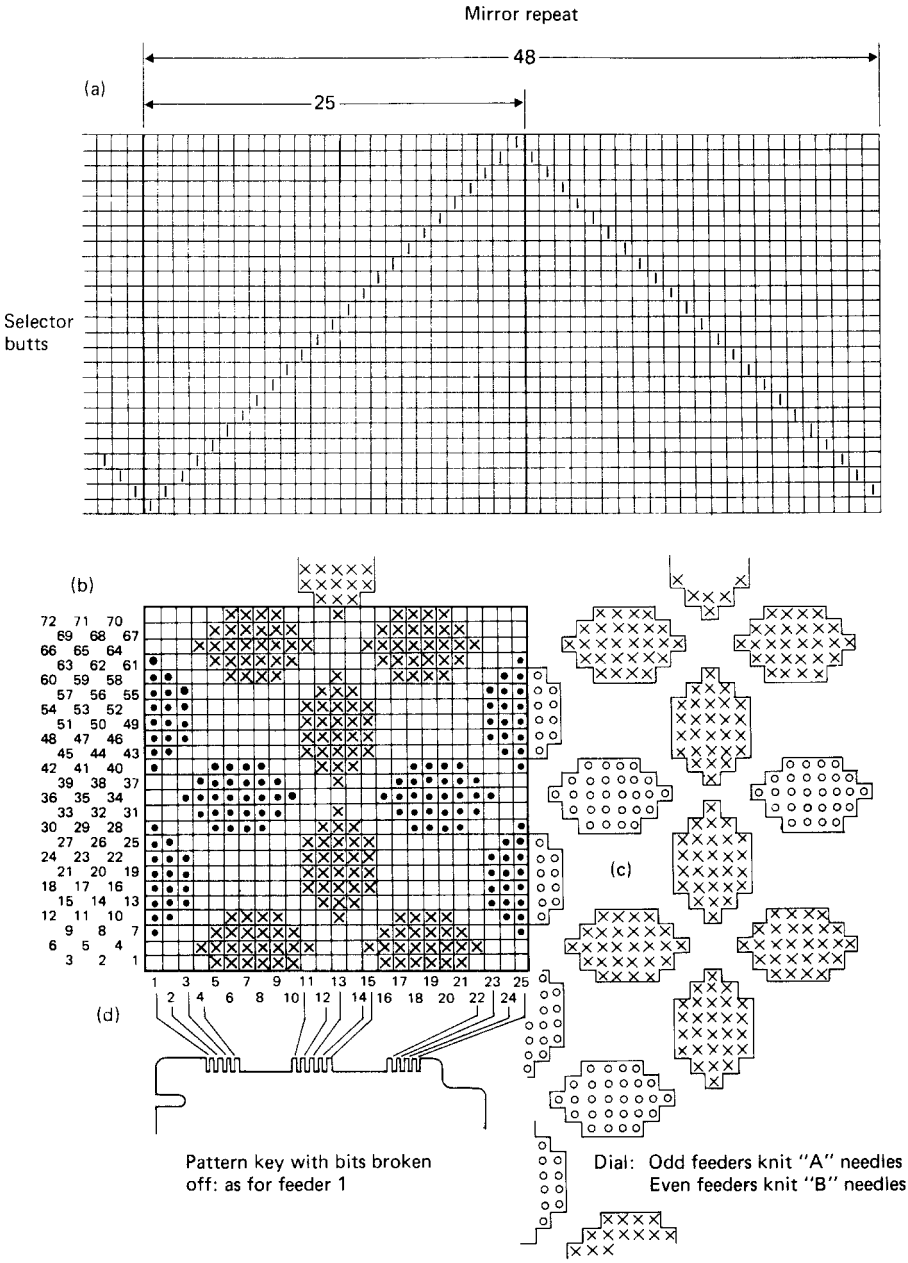 Mirror repeat
48
(a)
25
Selector
butts
(b)
72 71 70
69 68 67
66 65 64
63 62 61
60 59 58
57 56 55
54 53 52
51 50 49
48 47 46
45 44 43
42 41 40
39 38 37
36 35 34
33 32 31
30 29 28
27 26 25
24 23 22
21 20 19
18 17 16
15 14 13
12 11 10
9 8 7
6 5 4
3 2 1
(c)
1 3 5 7 9 11 13 15 17 19 21 23 25
2 4 6 8 10 12 14 16 18 20 22 24
(d)
Pattern key with bits broken
off: as for feeder 1
Dial: Odd feeders knit "A" needles
Even feeders knit "B" needles